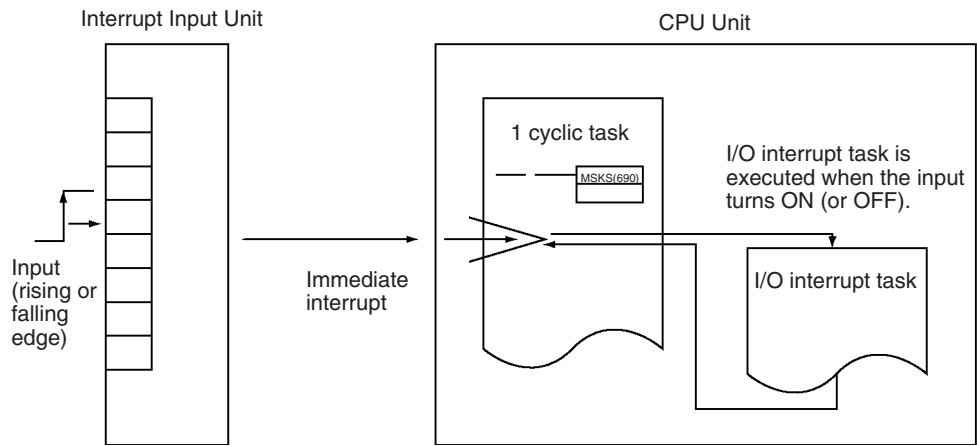 Interrupt Input Unit
CPU Unit
1 cyclic task
MSKS(690)
I/O interrupt task is
executed when the input
turns ON (or OFF).
Input
(rising or
falling
edge)
Immediate
interrupt
I/O interrupt task